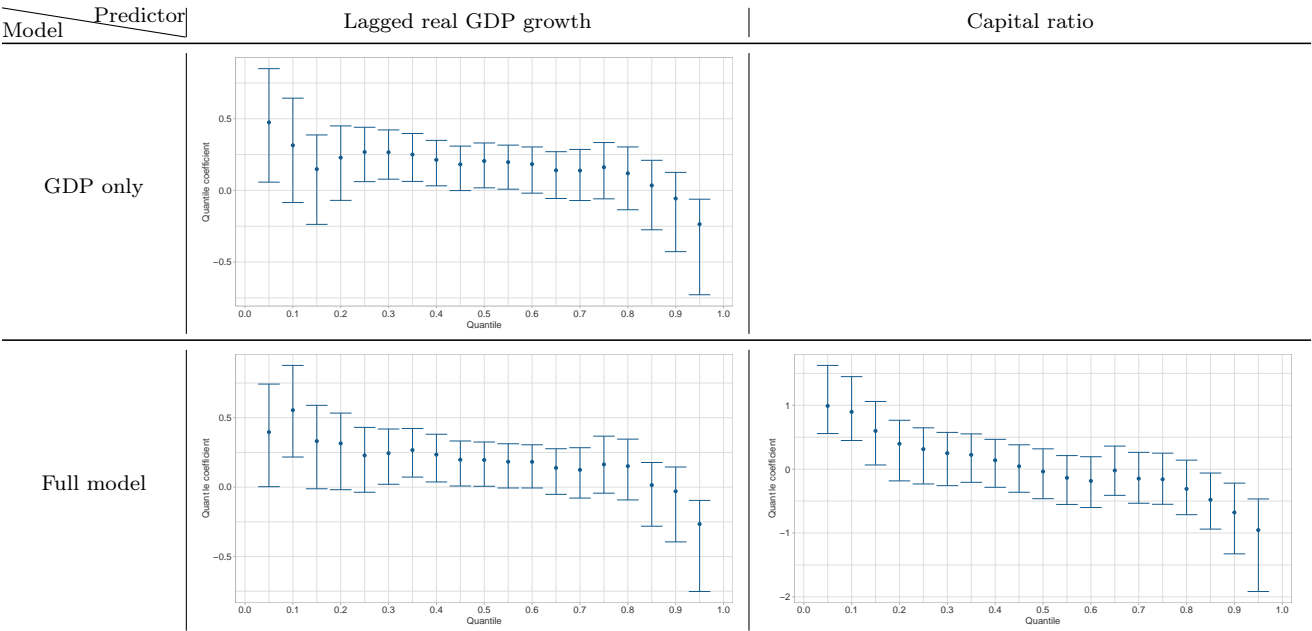 Predictor
Model
Lagged real GDP growth
Capital ratio
GDP only
Quantile coefficient
0.5
0.0
−0.5
0.0 0.1 0.2 0.3 0.4 0.5 0.6 0.7 0.8 0.9 1.0
Quantile
Full model
Quantile coefficient
0.5
0.0
−0.5
0.0 0.1 0.2 0.3 0.4 0.5 0.6 0.7 0.8 0.9 1.0
Quantile
Quantile coefficient
1
0
−1
−2
0.0 0.1 0.2 0.3 0.4 0.5 0.6 0.7 0.8 0.9 1.0
Quantile